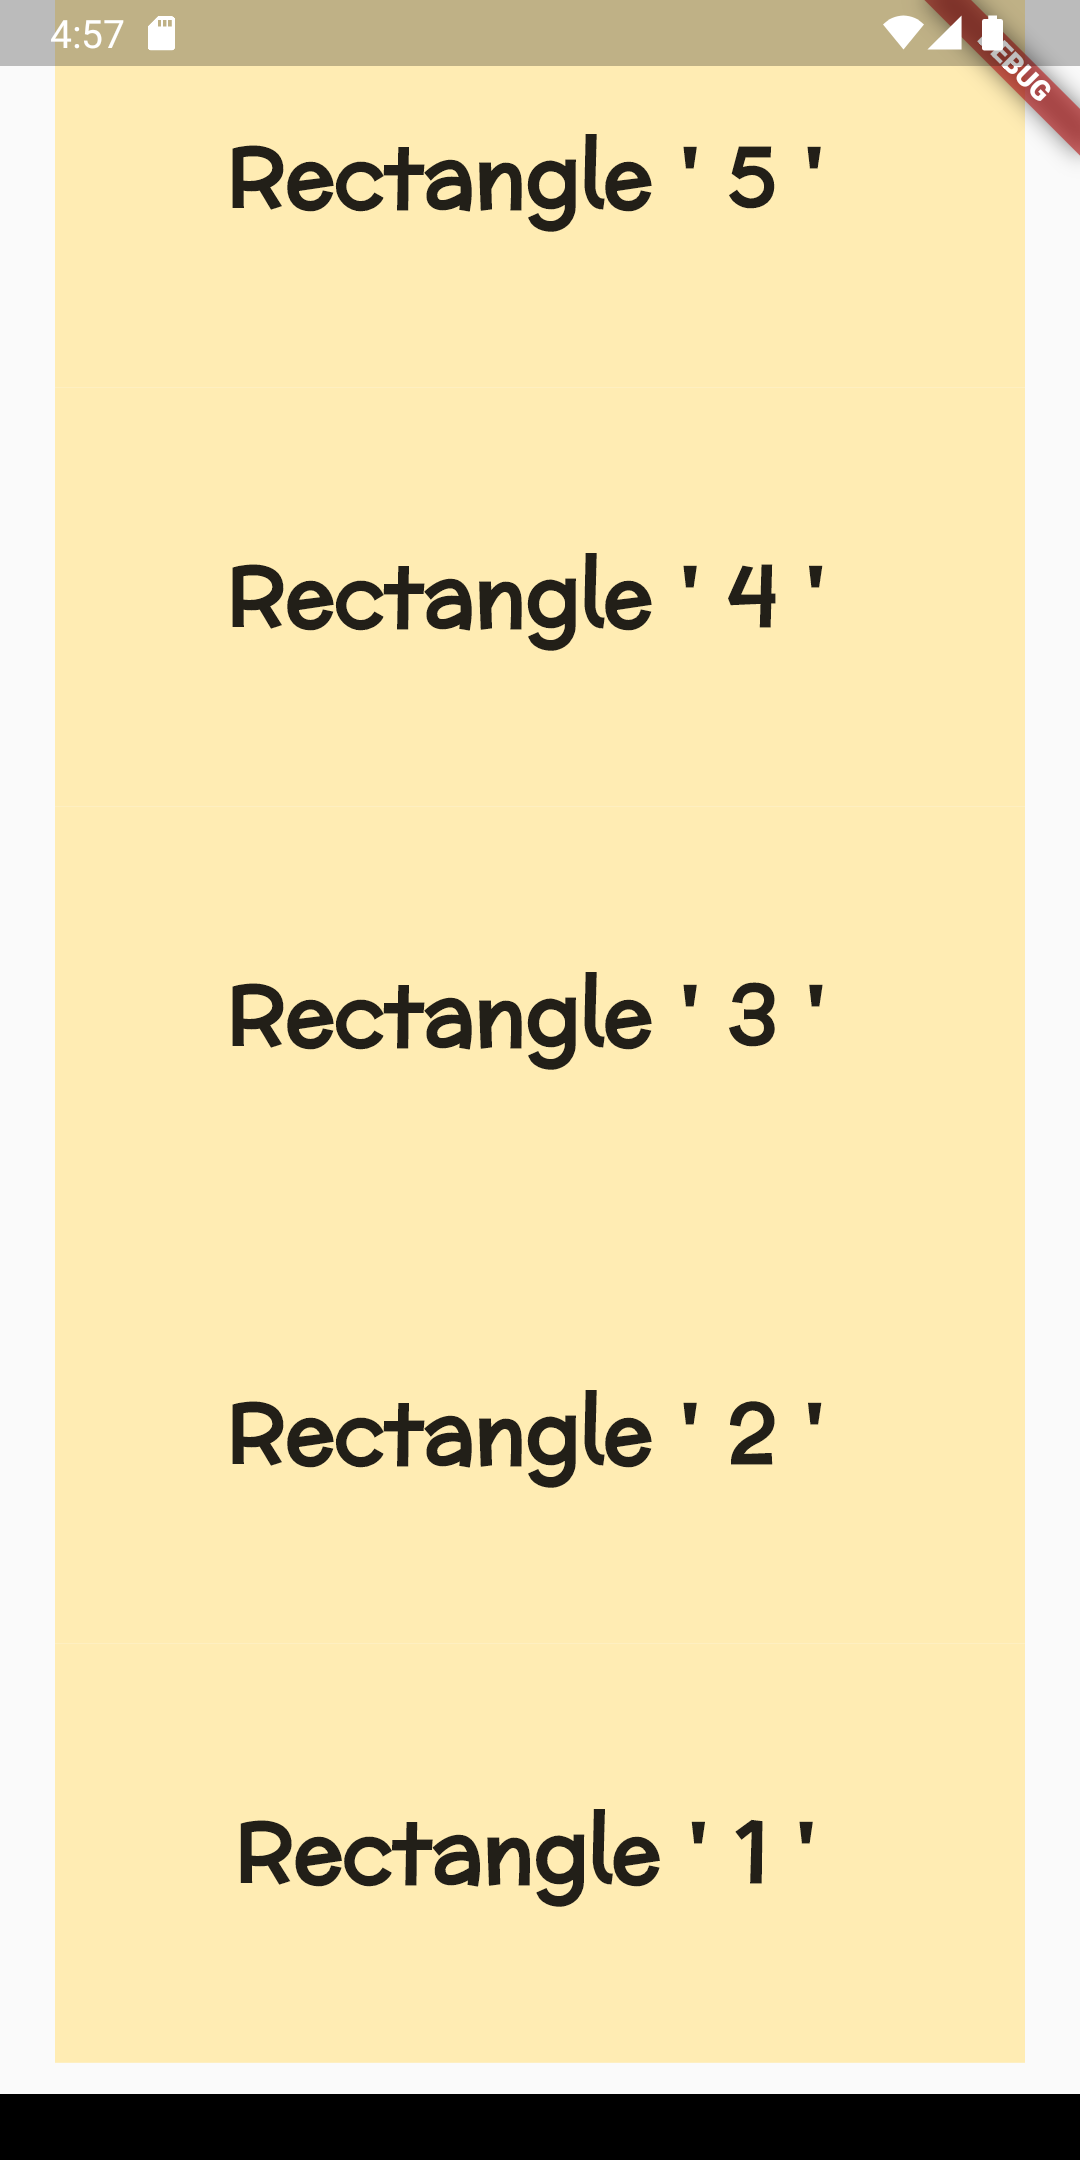 4:57
DEBUG
Rectangle ' 5 '
Rectangle ' 4 '
Rectangle ' 3 '
Rectangle ' 2 '
Rectangle ' 1 '